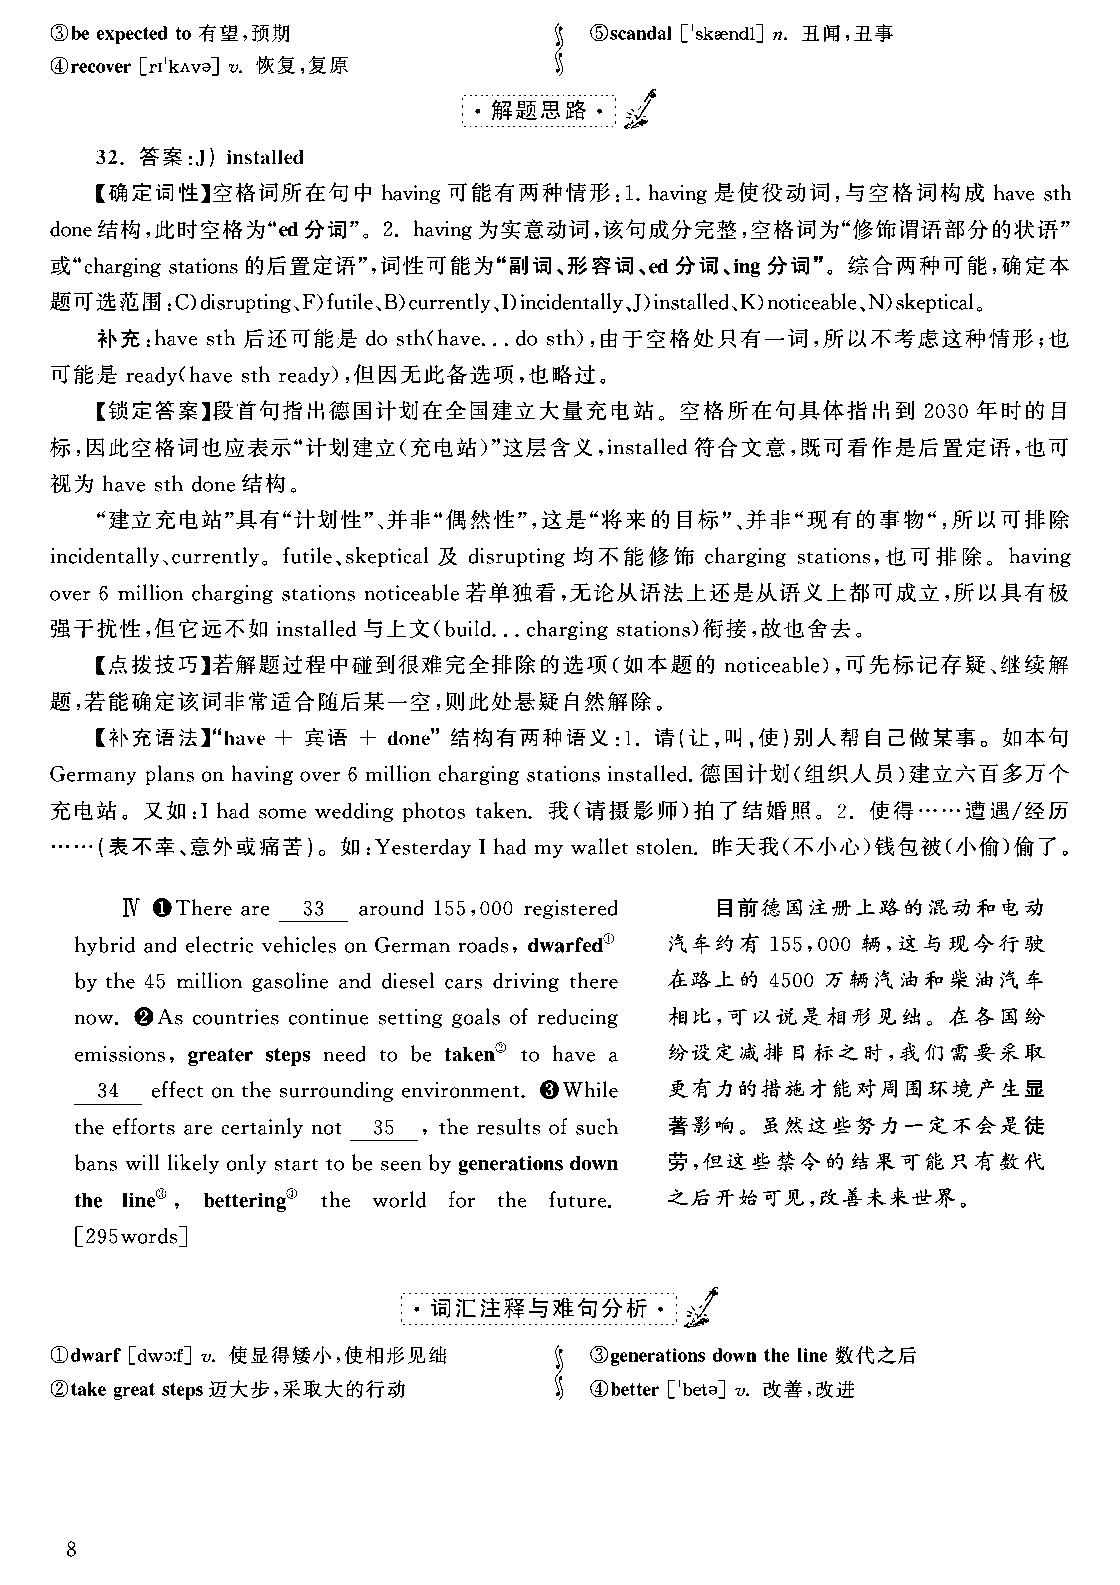 ③be expected to 有望,预期
④recover [rɪˈkʌvə] v. 恢复,复原
⑤scandal [ˈskændl] n. 丑闻,丑事
·解题思路·
32. 答案:J) installed
【确定词性】空格词所在句中 having 可能有两种情形:1. having 是使役动词,与空格词构成 have sth
done 结构,此时空格为“ed 分词”。2. having 为实意动词,该句成分完整,空格词为“修饰谓语部分的状语”
或“charging stations 的后置定语”,词性可能为“副词、形容词、ed 分词、ing 分词”。综合两种可能,确定本
题可选范围:C)disrupting、F)futile、B)currently、I)incidentally、J)installed、K)noticeable、N)skeptical。
补充:have sth 后还可能是 do sth(have...do sth),由于空格处只有一词,所以不考虑这种情形;也
可能是 ready(have sth ready),但因无此备选项,也略过。
【锁定答案】段首句指出德国计划在全国建立大量充电站。空格所在句具体指出到 2030 年时的目
标,因此空格词也应表示“计划建立(充电站)”这层含义,installed 符合文意,既可看作是后置定语,也可
视为 have sth done 结构。
“建立充电站”具有“计划性”、并非“偶然性”,这是“将来的目标”、并非“现有的事物“,所以可排除
incidentally、currently。futile、skeptical 及 disrupting 均不能修饰 charging stations,也可排除。having
over 6 million charging stations noticeable 若单独看,无论从语法上还是从语义上都可成立,所以具有极
强干扰性,但它远不如 installed 与上文(build... charging stations)衔接,故也舍去。
【点拨技巧】若解题过程中碰到很难完全排除的选项(如本题的 noticeable),可先标记存疑、继续解
题,若能确定该词非常适合随后某一空,则此处悬疑自然解除。
【补充语法】“have + 宾语 + done” 结构有两种语义:1. 请(让,叫,使)别人帮自己做某事。如本句
Germany plans on having over 6 million charging stations installed. 德国计划(组织人员)建立六百多万个
充电站。又如:I had some wedding photos taken. 我(请摄影师)拍了结婚照。2. 使得……遭遇/经历
……(表不幸、意外或痛苦)。如:Yesterday I had my wallet stolen. 昨天我(不小心)钱包被(小偷)偷了。
Ⅳ ❶There are 33 around 155,000 registered
hybrid and electric vehicles on German roads, dwarfed①
by the 45 million gasoline and diesel cars driving there
now. ❷As countries continue setting goals of reducing
emissions, greater steps need to be taken② to have a
34 effect on the surrounding environment. ❸While
the efforts are certainly not 35 , the results of such
bans will likely only start to be seen by generations down
the line③, bettering④ the world for the future.
[295words]
目前德国注册上路的混动和电动
汽车约有 155,000 辆,这与现今行驶
在路上的 4500 万辆汽油和柴油汽车
相比,可以说是相形见绌。在各国纷
纷设定减排目标之时,我们需要采取
更有力的措施才能对周围环境产生显
著影响。虽然这些努力一定不会是徒
劳,但这些禁令的结果可能只有数代
之后开始可见,改善未来世界。
·词汇注释与难句分析·
①dwarf [dwɔːf] v. 使显得矮小,使相形见绌
②take great steps 迈大步,采取大的行动
③generations down the line 数代之后
④better [ˈbetə] v. 改善,改进
8